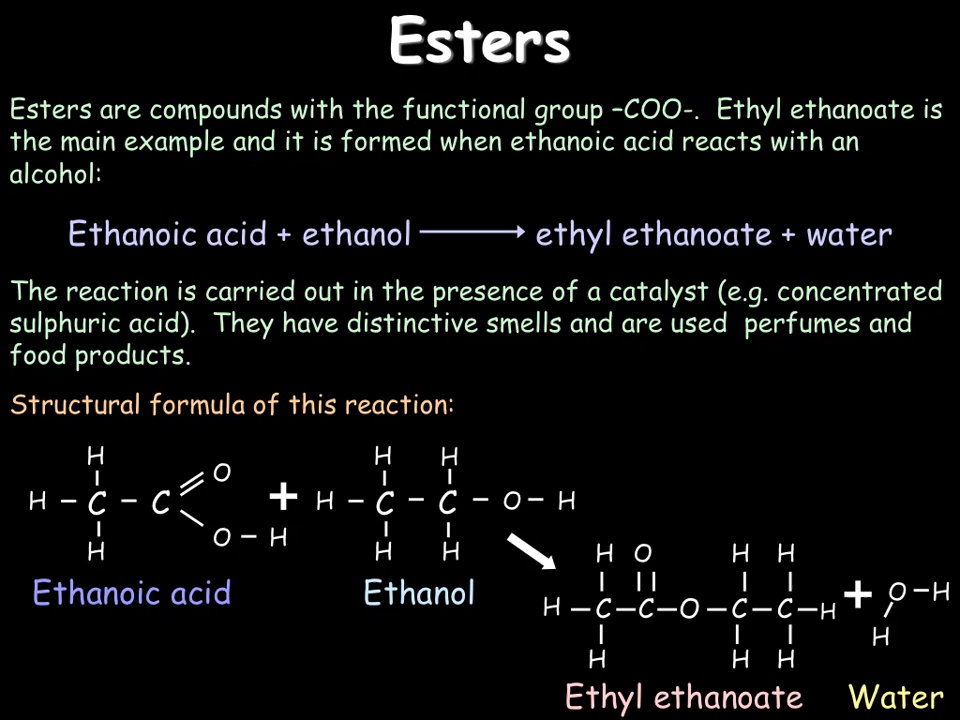 Esters
Esters are compounds with the functional group –COO-. Ethyl ethanoate is
the main example and it is formed when ethanoic acid reacts with an
alcohol:
Ethanoic acid + ethanol ethyl ethanoate + water
The reaction is carried out in the presence of a catalyst (e.g. concentrated
sulphuric acid). They have distinctive smells and are used perfumes and
food products.
Structural formula of this reaction:
H H H
O
H C C + H C C O H
O H
H H H
H O H H
Ethanoic acid Ethanol
H C C O C C H + O H
H
H H H
Ethyl ethanoate Water